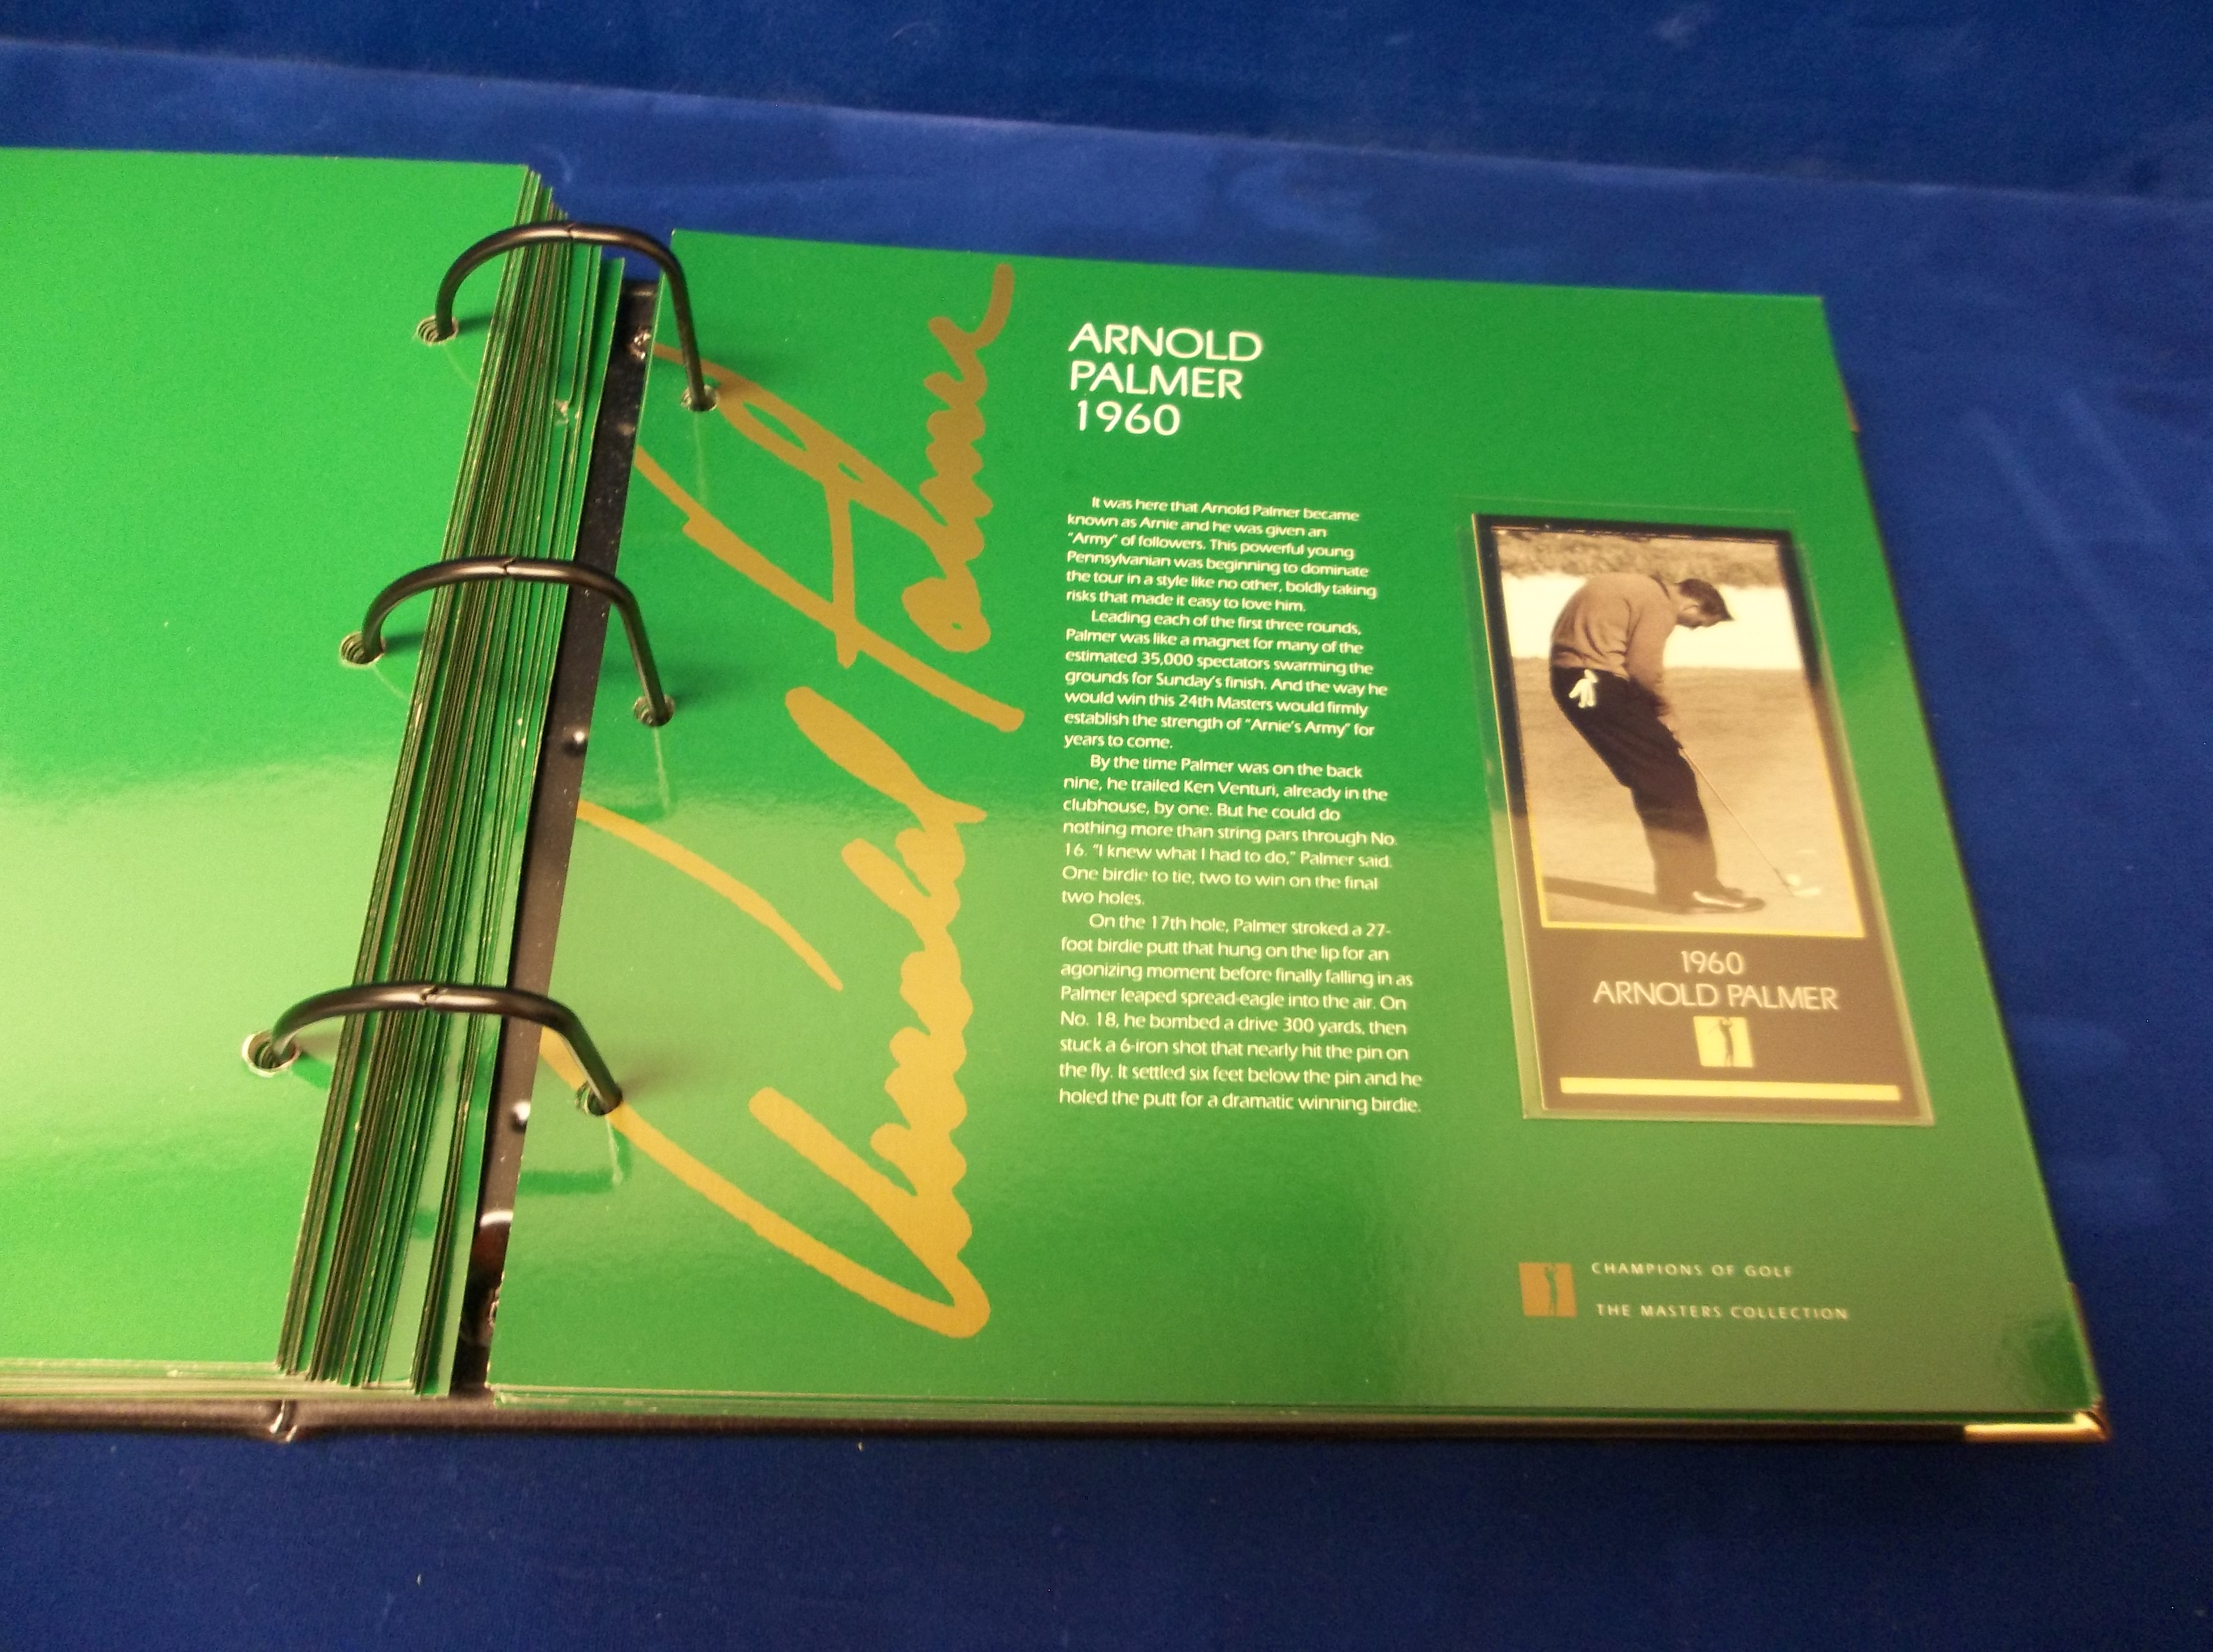 Arnold Palmer
ARNOLD
PALMER
1960
It was here that Arnold Palmer became
known as Arnie and he was given an
"Army" of followers. This powerful young
Pennsylvanian was beginning to dominate
the tour in a style like no other, boldly taking
risks that made it easy to love him.
Leading each of the first three rounds,
Palmer was like a magnet for many of the
estimated 35,000 spectators swarming the
grounds for Sunday's finish. And the way he
would win this 24th Masters would firmly
establish the strength of "Arnie's Army" for
years to come.
By the time Palmer was on the back
nine, he trailed Ken Venturi, already in the
clubhouse, by one. But he could do
nothing more than string pars through No.
16. "I knew what I had to do," Palmer said.
One birdie to tie, two to win on the final
two holes.
On the 17th hole, Palmer stroked a 27-
foot birdie putt that hung on the lip for an
agonizing moment before finally falling in as
Palmer leaped spread-eagle into the air. On
No. 18, he bombed a drive 300 yards, then
stuck a 6-iron shot that nearly hit the pin on
the fly. It settled six feet below the pin and he
holed the putt for a dramatic winning birdie.
1960
ARNOLD PALMER
CHAMPIONS OF GOLF
THE MASTERS COLLECTION